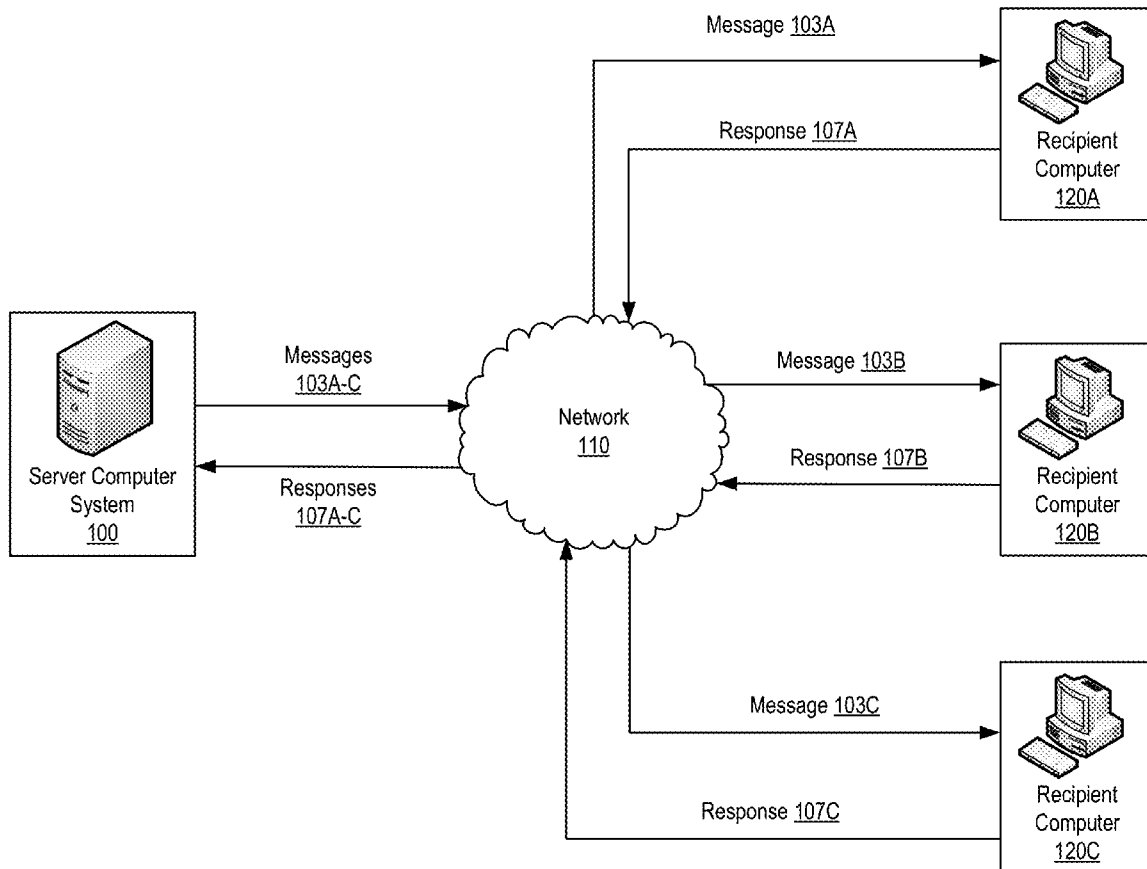 Message 103A
Response 107A
Recipient
Computer
120A
Server Computer
System
100
Messages
103A-C
Responses
107A-C
Network
110
Message 103B
Response 107B
Recipient
Computer
120B
Message 103C
Response 107C
Recipient
Computer
120C